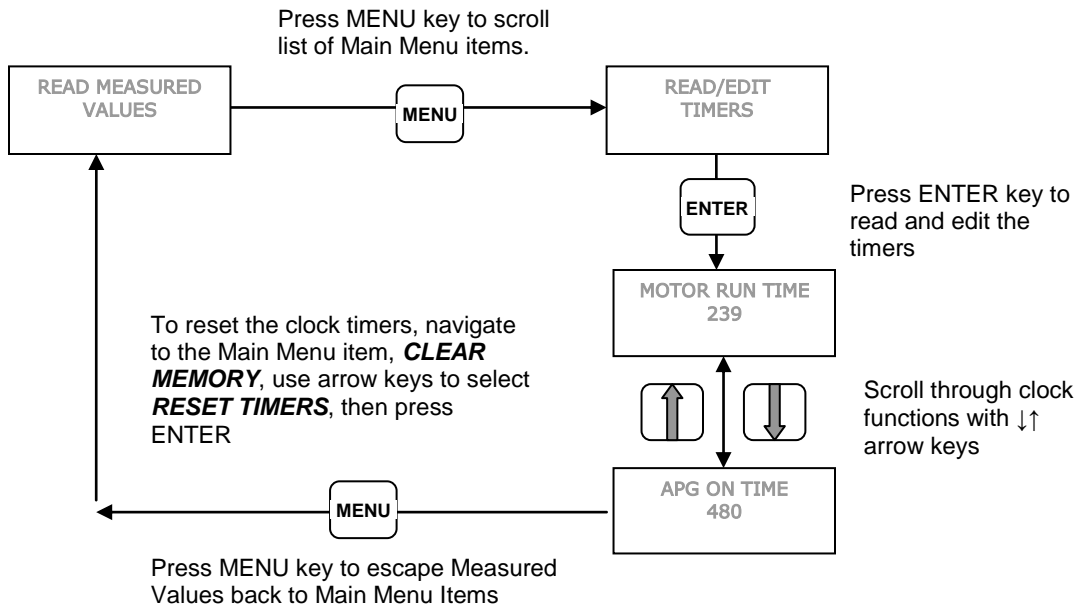 Press MENU key to scroll
list of Main Menu items.
READ MEASURED
VALUES
MENU
READ/EDIT
TIMERS
ENTER
Press ENTER key to
read and edit the
timers
MOTOR RUN TIME
239
To reset the clock timers, navigate
to the Main Menu item, CLEAR
MEMORY, use arrow keys to select
RESET TIMERS, then press
ENTER
Scroll through clock
functions with ↓↑
arrow keys
APG ON TIME
480
MENU
Press MENU key to escape Measured
Values back to Main Menu Items